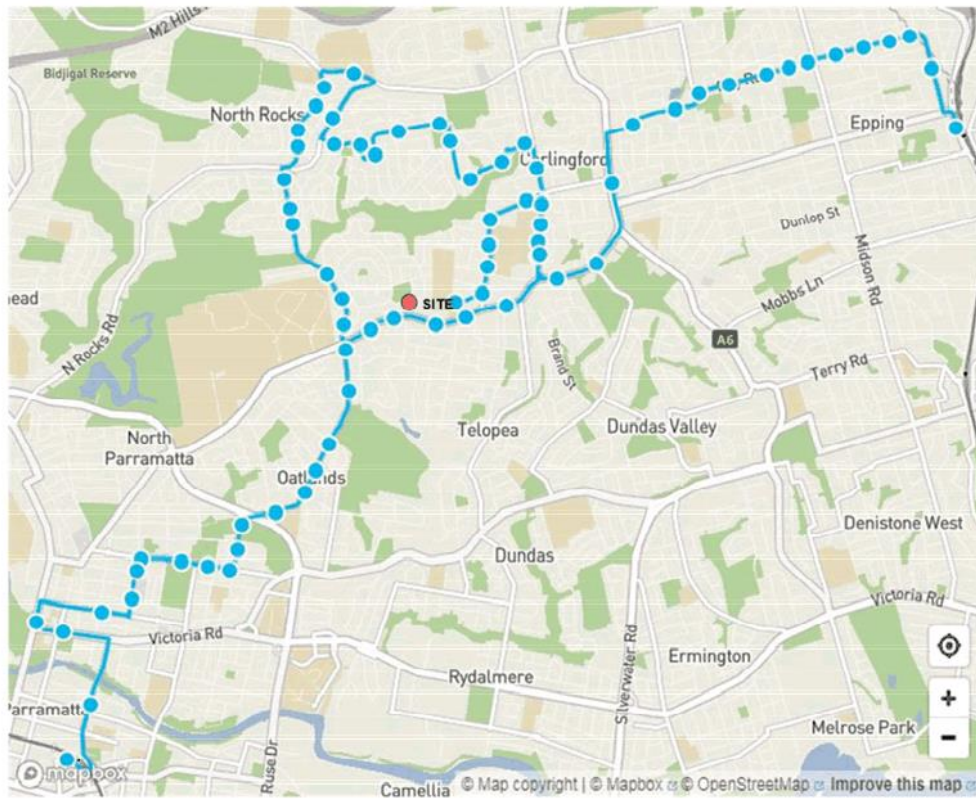 M2 Hills
Bidjigal Reserve
North Rocks
Carlingford
Epping
Dunlop St
Midson Rd
Mobbs Ln
SITE
A6
Brand St
Terry Rd
N Rocks Rd
North
Parramatta
Telopea
Dundas Valley
Oatlands
Denistone West
Dundas
Victoria Rd
Victoria Rd
Ermington
Rydalmere
Silverwater Rd
Parramatta
Melrose Park
Ruse Dr
Camellia
+
−
mapbox
© Map copyright | © Mapbox © OpenStreetMap Improve this map